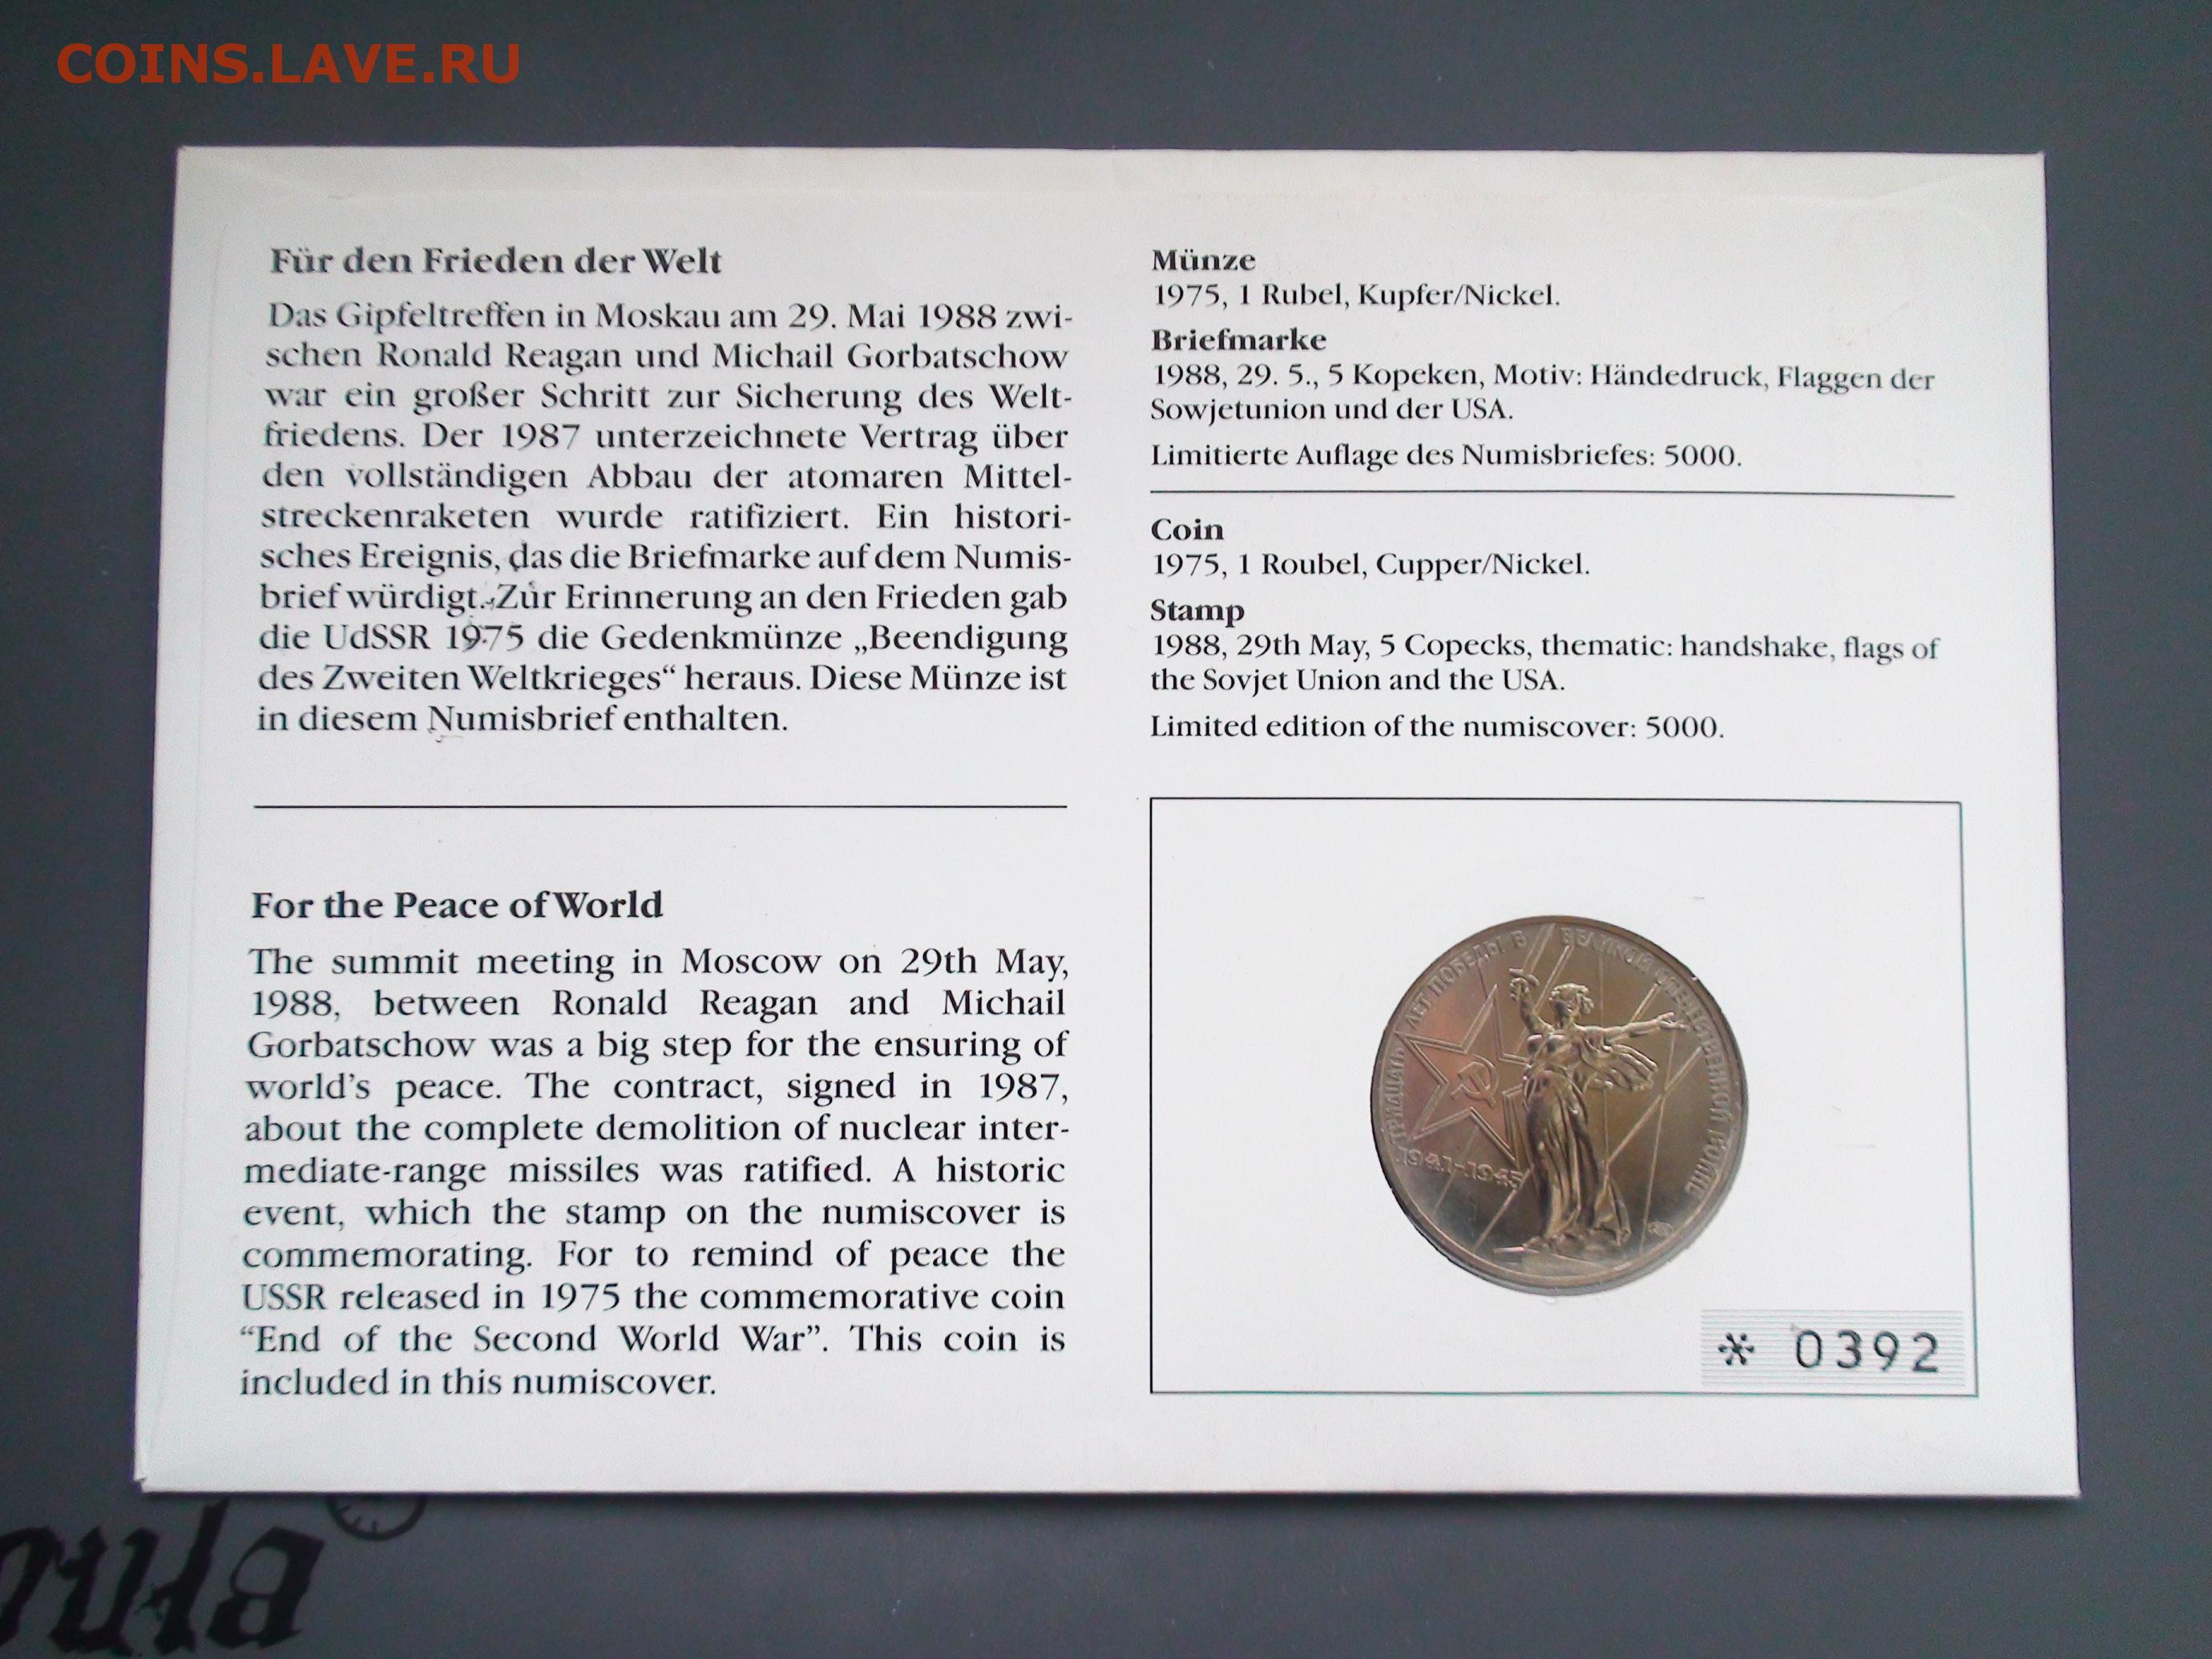 COINS.LAVE.RU
Für den Frieden der Welt
Das Gipfeltreffen in Moskau am 29. Mai 1988 zwi-
schen Ronald Reagan und Michail Gorbatschow
war ein großer Schritt zur Sicherung des Welt-
friedens. Der 1987 unterzeichnete Vertrag über
den vollständigen Abbau der atomaren Mittel-
streckenraketen wurde ratifiziert. Ein histori-
sches Ereignis, das die Briefmarke auf dem Numis-
brief würdigt. Zur Erinnerung an den Frieden gab
die UdSSR 1975 die Gedenkmünze „Beendigung
des Zweiten Weltkrieges“ heraus. Diese Münze ist
in diesem Numisbrief enthalten.
For the Peace of World
The summit meeting in Moscow on 29th May,
1988, between Ronald Reagan and Michail
Gorbatschow was a big step for the ensuring of
world’s peace. The contract, signed in 1987,
about the complete demolition of nuclear inter-
mediate-range missiles was ratified. A historic
event, which the stamp on the numiscover is
commemorating. For to remind of peace the
USSR released in 1975 the commemorative coin
“End of the Second World War”. This coin is
included in this numiscover.
Münze
1975, 1 Rubel, Kupfer/Nickel.
Briefmarke
1988, 29. 5., 5 Kopeken, Motiv: Händedruck, Flaggen der
Sowjetunion und der USA.
Limitierte Auflage des Numisbriefes: 5000.
Coin
1975, 1 Roubel, Cupper/Nickel.
Stamp
1988, 29th May, 5 Copecks, thematic: handshake, flags of
the Sovjet Union and the USA.
Limited edition of the numiscover: 5000.
ТРИДЦАТЬ ЛЕТ ПОБЕДЫ В ВЕЛИКОЙ ОТЕЧЕСТВЕННОЙ ВОЙНЕ
1941-1945
* 0392